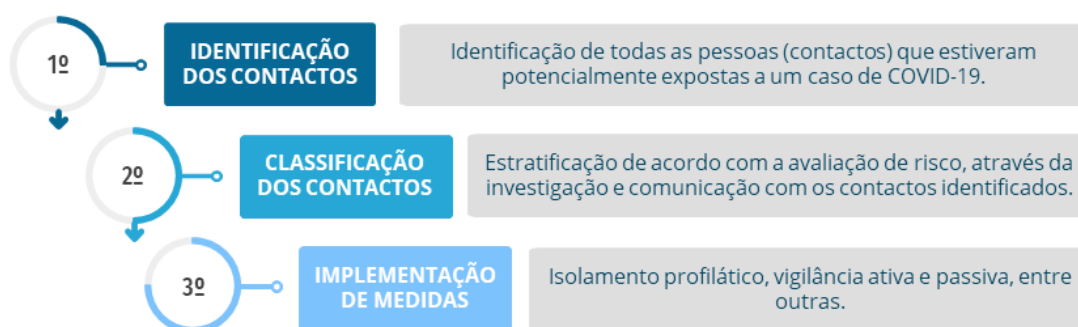 1º
IDENTIFICAÇÃO
DOS CONTACTOS
Identificação de todas as pessoas (contactos) que estiveram
potencialmente expostas a um caso de COVID-19.
2º
CLASSIFICAÇÃO
DOS CONTACTOS
Estratificação de acordo com a avaliação de risco, através da
investigação e comunicação com os contactos identificados.
3º
IMPLEMENTAÇÃO
DE MEDIDAS
Isolamento profilático, vigilância ativa e passiva, entre
outras.